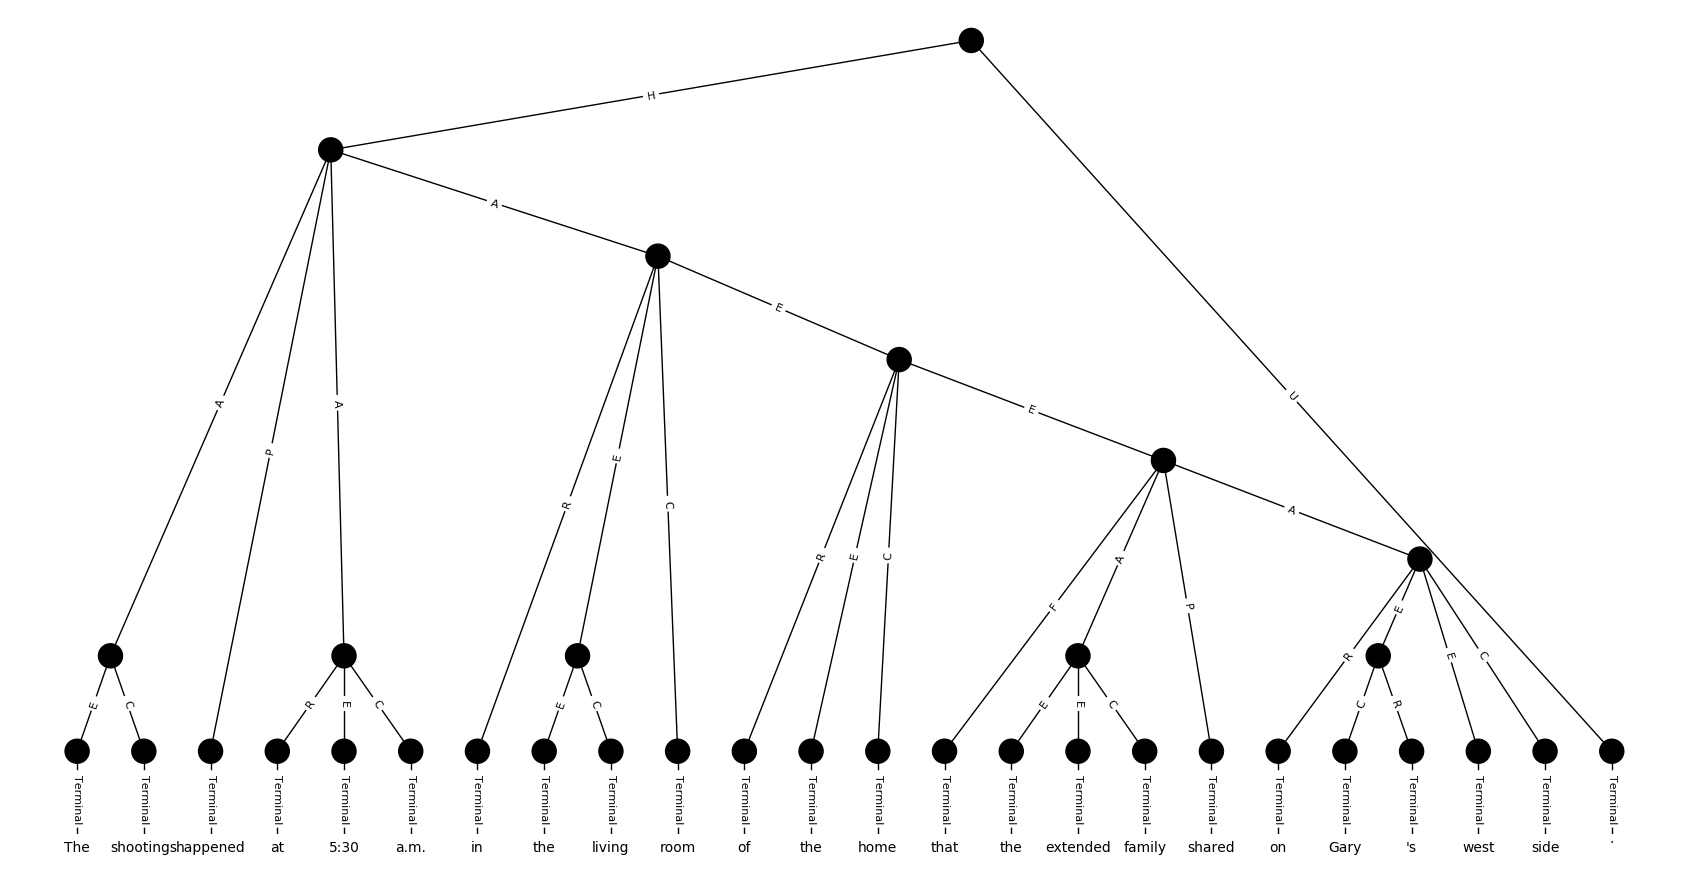 H
A
E
E
U
A
A
P
A
R
E
C
R
E
C
F
A
P
R
E
E
C
E
C
R
E
C
E
C
E
E
C
C
R
Terminal Terminal Terminal Terminal Terminal Terminal Terminal Terminal Terminal Terminal Terminal Terminal Terminal Terminal Terminal Terminal Terminal Terminal Terminal Terminal Terminal Terminal Terminal Terminal
The shootings happened at 5:30 a.m. in the living room of the home that the extended family shared on Gary 's west side .